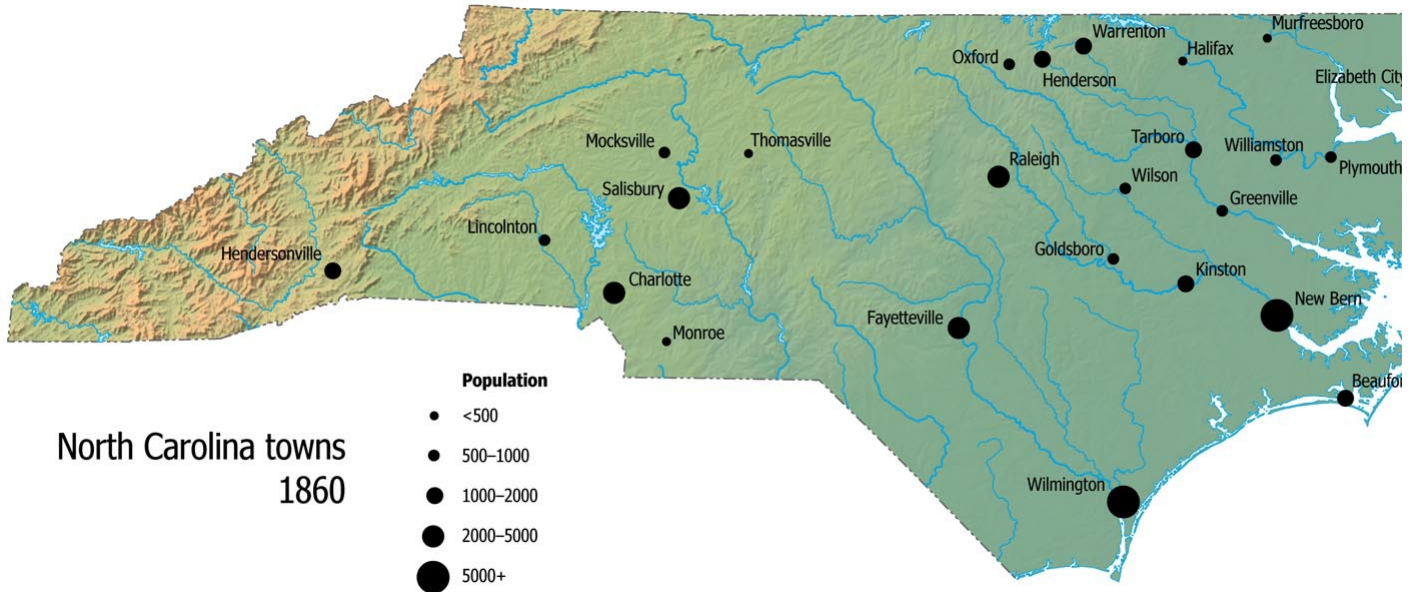 Murfreesboro
Warrenton
Halifax
Oxford
Henderson
Elizabeth City
Mocksville
Thomasville
Tarboro
Williamston
Raleigh
Plymouth
Salisbury
Wilson
Greenville
Lincolnton
Hendersonville
Goldsboro
Kinston
Charlotte
New Bern
Fayetteville
Monroe
Beaufor
Population
<500
500–1000
1000–2000
2000–5000
5000+
North Carolina towns
1860
Wilmington